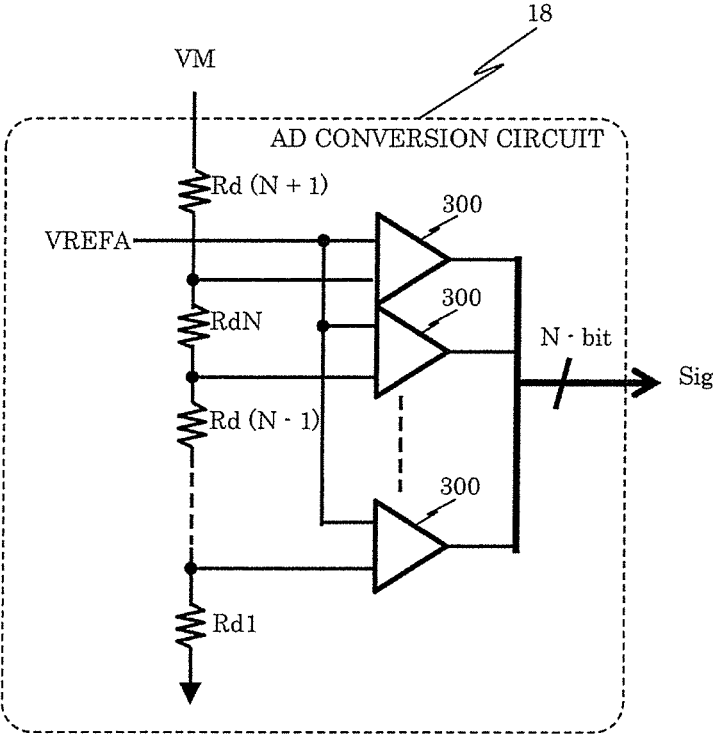 18
VM
AD CONVERSION CIRCUIT
Rd (N + 1)
300
VREFA
300
RdN
N - bit
Sig
Rd (N - 1)
300
Rd1